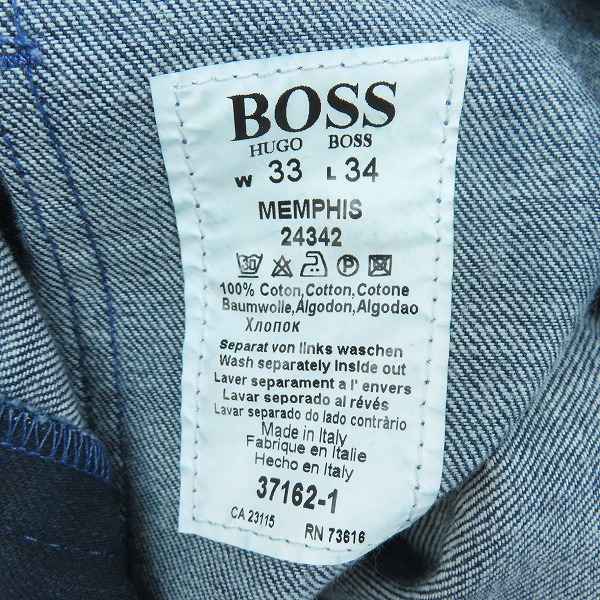 BOSS
HUGO BOSS
W 33 L 34
MEMPHIS
24342
30 P
100% Coton,Cotton,Cotone
Baumwolle,Algodon,Algodao
Хлопок
Separat von links waschen
Wash separately inside out
Laver separament a l' envers
Lavar seporado al révés
Lavar separado do lado contràrio
Made in Italy
Fabrique en Italie
Hecho en Italy
37162-1
CA 23115 RN 73616